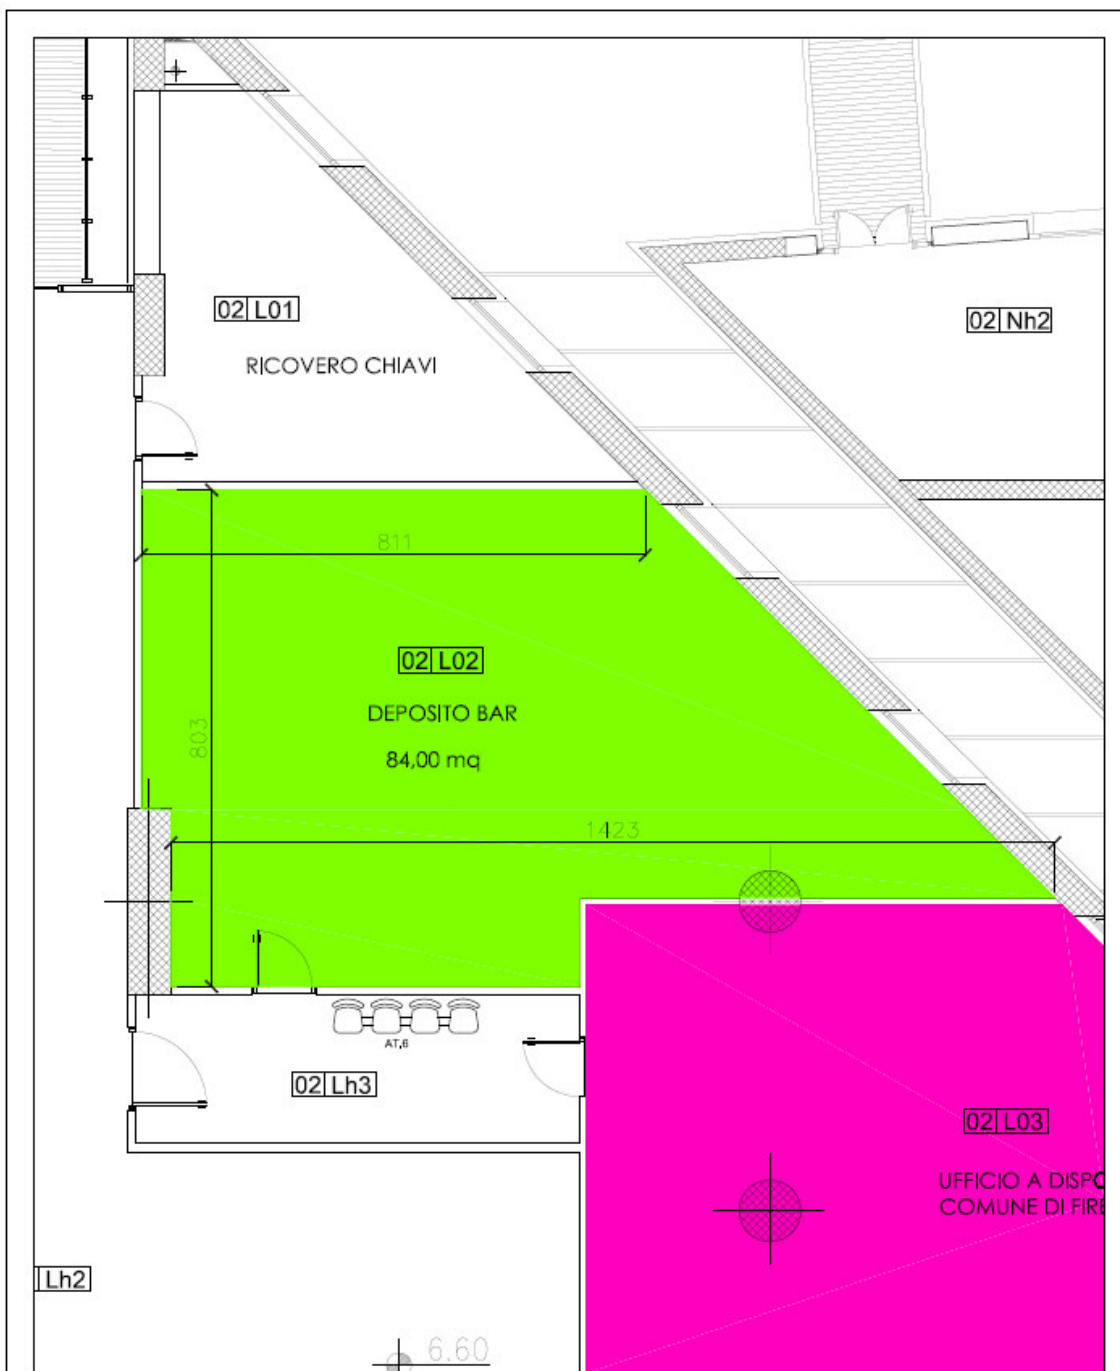 02 L01
02 Nh2
RICOVERO CHIAVI
811
02 L02
DEPOSITO BAR
803
84,00 mq
1423
AT,6
02 Lh3
02 L03
UFFICIO A DISPO
COMUNE DI FIRE
Lh2
6.60